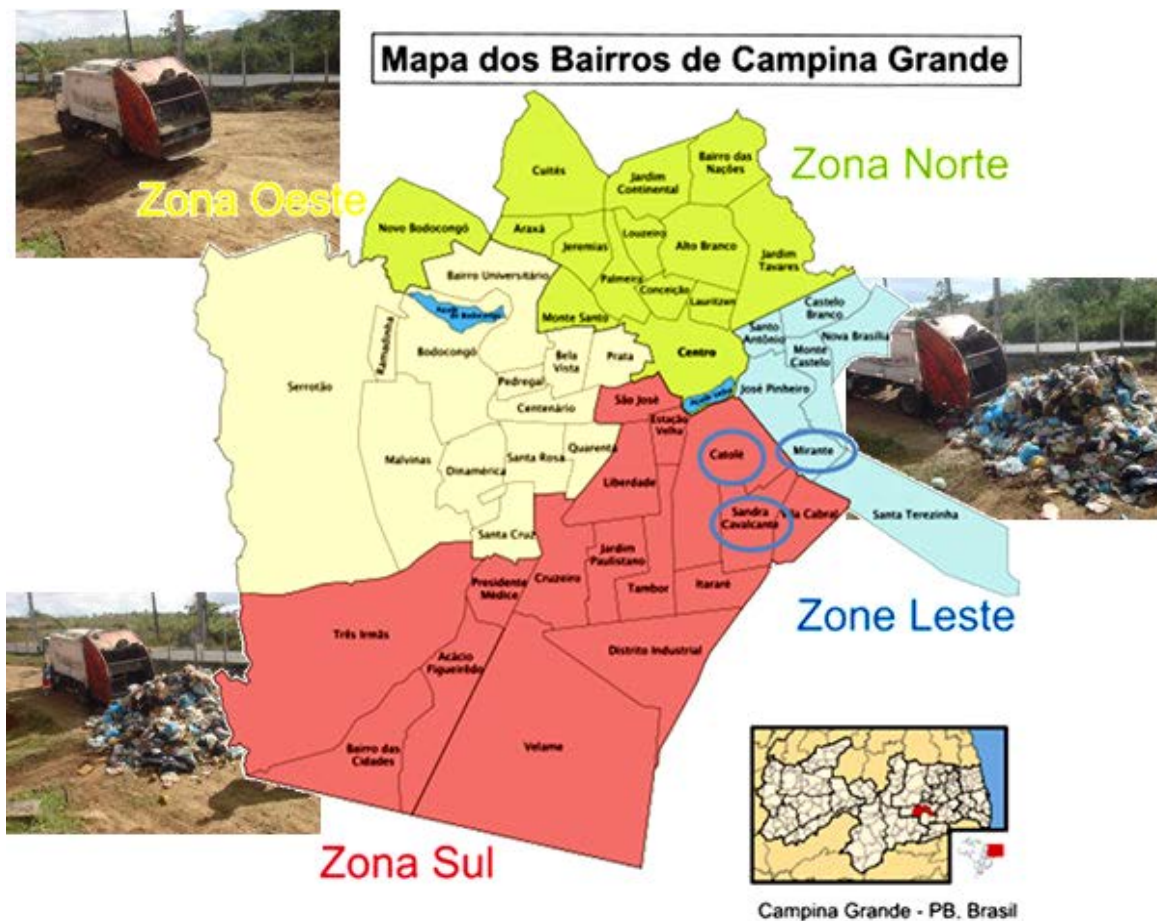 Mapa dos Bairros de Campina Grande
Zona Norte
Zona Oeste
Cuités
Jardim
Continental
Bairro das
Nações
Novo Bodocongó
Araxá
Jeremias
Louzeiro
Alto Branco
Jardim
Tavares
Bairro Universitário
Palmeira
Conceição
Lauritzen
Monte Santo
Castelo
Branco
Santo
Antônio
Nova Brasília
Centro
Monte
Castelo
Ramadinha
Bodocongó
Bela
Vista
Prata
Serrotão
Pedregal
José Pinheiro
Centenário
São José
Estação
Velha
Catolé
Mirante
Malvinas
Dinamérica
Santa Rosa
Quarenta
Liberdade
Sandra
Cavalcante
Vila Cabral
Santa Terezinha
Santa Cruz
Jardim
Paulistano
Presidente
Médice
Cruzeiro
Tambor
Itararé
Zone Leste
Três Irmãs
Acácio
Figueirêdo
Distrito Industrial
Bairro das
Cidades
Velame
Zona Sul
Campina Grande - PB, Brasil